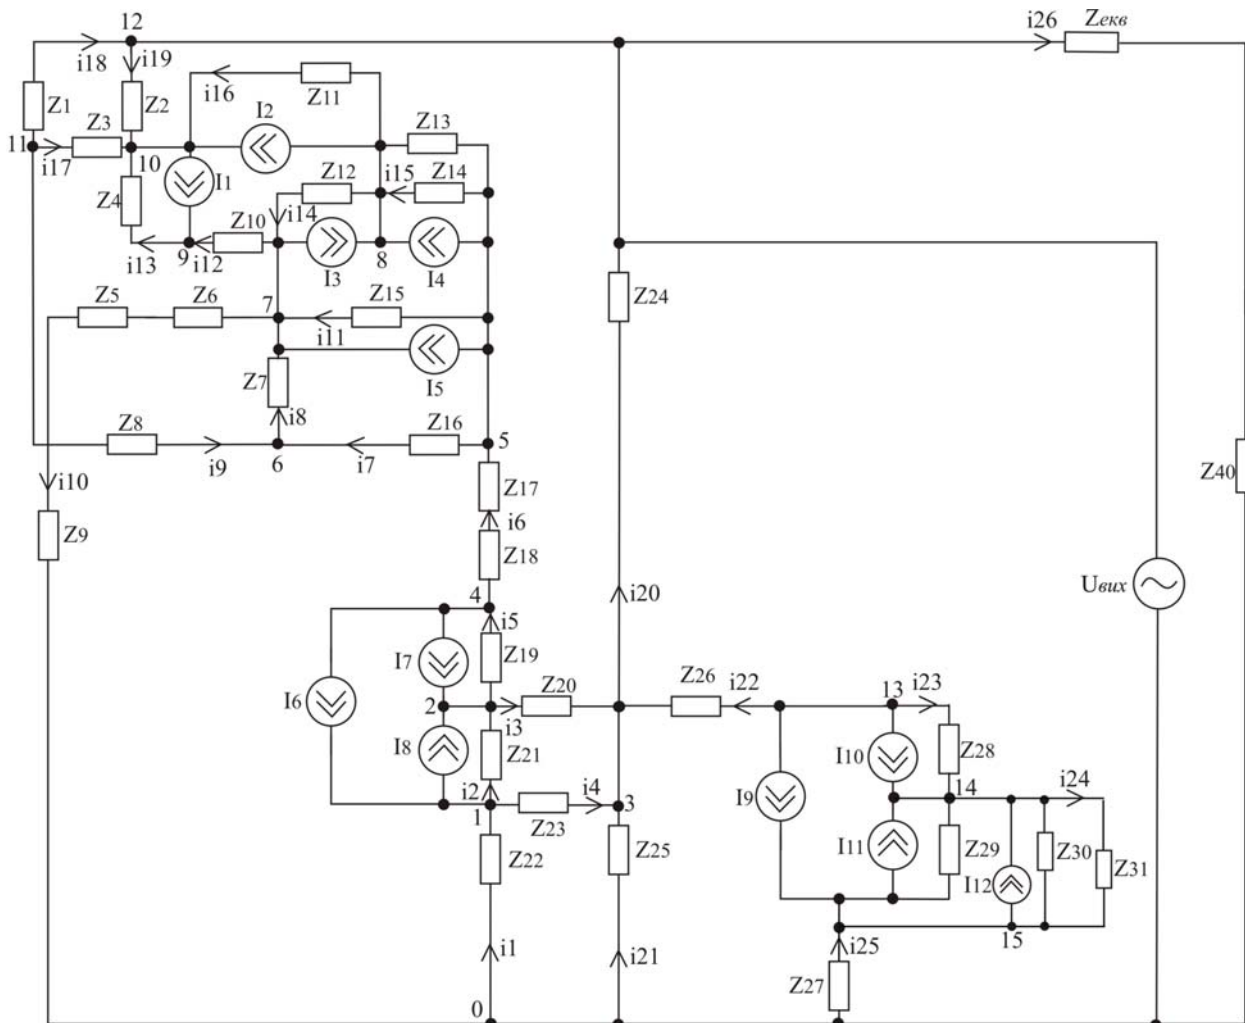 12 i26 Zекв
i18 i19
i16 Z11
Z1 Z2 I2 Z13
11 Z3
i17 10 I1 Z12 i15 Z14
Z4 i14
Z10
i13 9 i12 I3 8 I4
Z5 Z6 7 Z15 Z24
i11
Z7 I5
i8
Z8 Z16 5
i9 6 i7
i10 Z17 Z40
i6
Z9 Z18
Uвих
4 i20
i5
I7 Z19
Z26 i22 13 i23
I6 2 Z20
i3
I8 Z21 I10 Z28
i2 i4 I9 14 i24
1 3
Z23 I11 Z29 Z30
Z22 Z25 I12 Z31
i25 15
i1 i21
Z27
0